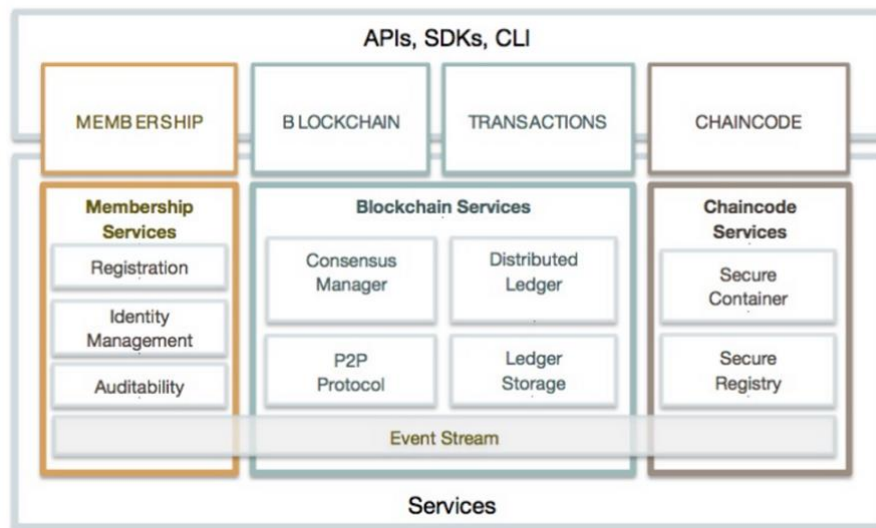 APIs, SDKs, CLI
MEMBERSHIP
BLOCKCHAIN
TRANSACTIONS
CHAINCODE
Membership
Services
Registration
Identity
Management
Auditability
Blockchain Services
Consensus
Manager
Distributed
Ledger
P2P
Protocol
Ledger
Storage
Chaincode
Services
Secure
Container
Secure
Registry
Event Stream
Services